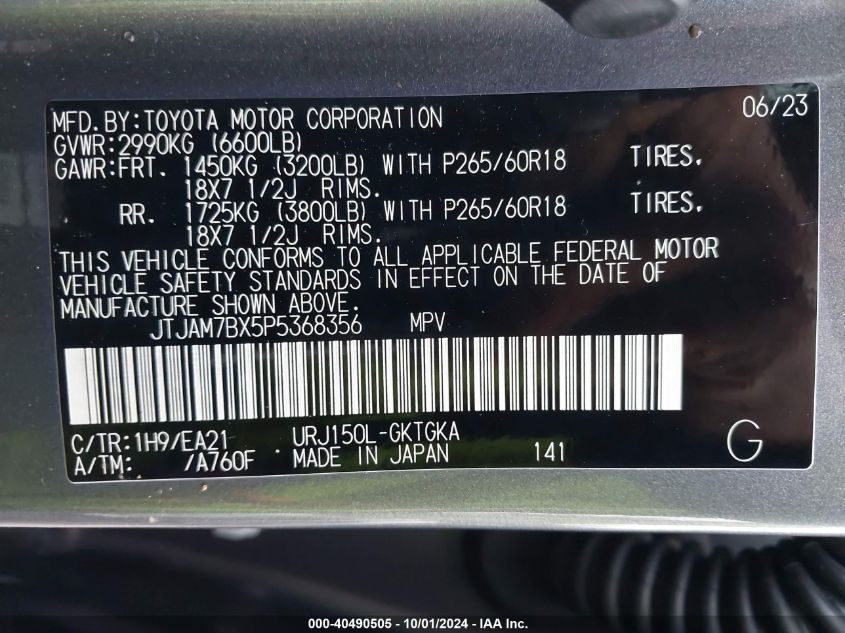 MFD.BY:TOYOTA MOTOR CORPORATION 06/23
GVWR:2990KG (6600LB)
GAWR:FRT. 1450KG (3200LB) WITH P265/60R18 TIRES.
18X7 1/2J RIMS.
RR. 1725KG (3800LB) WITH P265/60R18 TIRES.
18X7 1/2J RIMS.
THIS VEHICLE CONFORMS TO ALL APPLICABLE FEDERAL MOTOR
VEHICLE SAFETY STANDARDS IN EFFECT ON THE DATE OF
MANUFACTURE SHOWN ABOVE.
JTJAM7BX5P5368356 MPV
C/TR:1H9/EA21 URJ150L-GKTGKA
A/TM: /A760F MADE IN JAPAN 141 G
000-40490505 - 10/01/2024 - IAA Inc.